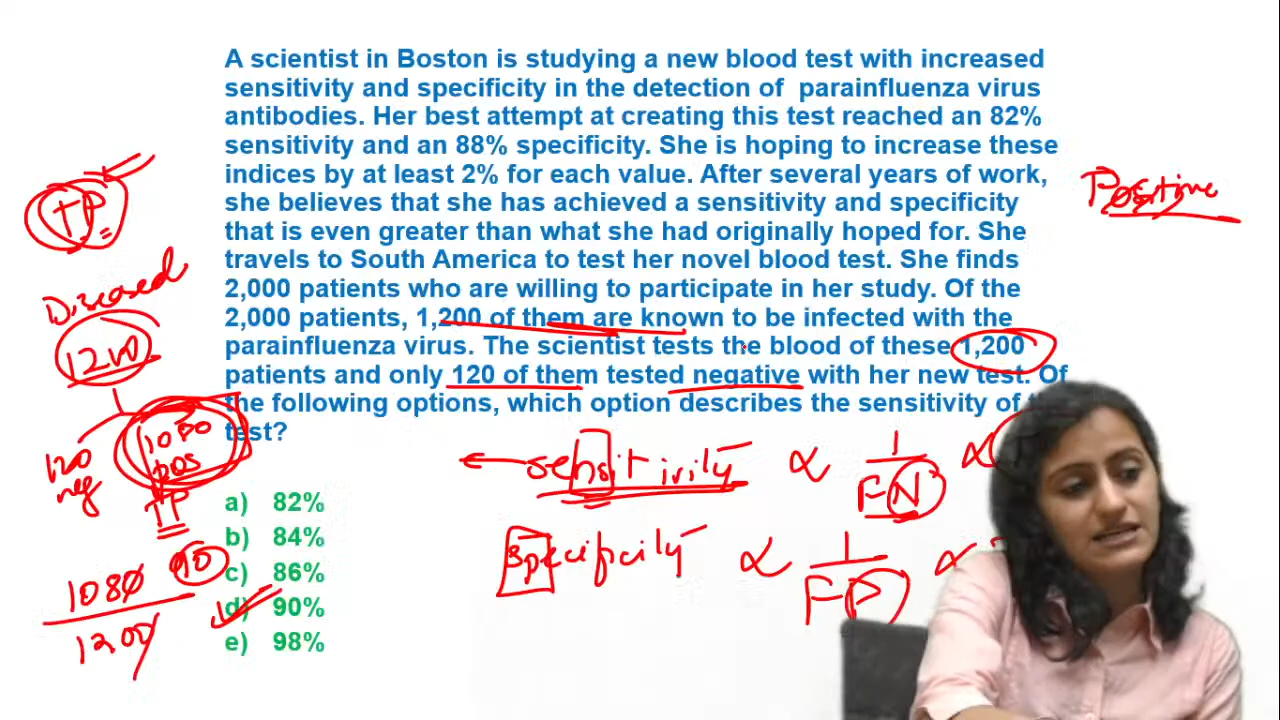 A scientist in Boston is studying a new blood test with increased
sensitivity and specificity in the detection of parainfluenza virus
antibodies. Her best attempt at creating this test reached an 82%
sensitivity and an 88% specificity. She is hoping to increase these
indices by at least 2% for each value. After several years of work,
she believes that she has achieved a sensitivity and specificity
that is even greater than what she had originally hoped for. She
travels to South America to test her novel blood test. She finds
2,000 patients who are willing to participate in her study. Of the
2,000 patients, 1,200 of them are known to be infected with the
parainfluenza virus. The scientist tests the blood of these 1,200
patients and only 120 of them tested negative with her new test. Of
the following options, which option describes the sensitivity of
test?
a) 82%
b) 84%
c) 86%
d) 90%
e) 98%
TP
Diseased
1200
120
neg
1080
pos
TP
1080
1200
90
Positive
sensitivity ∝ 1
FN
∝
specificity ∝ 1
FP
∝